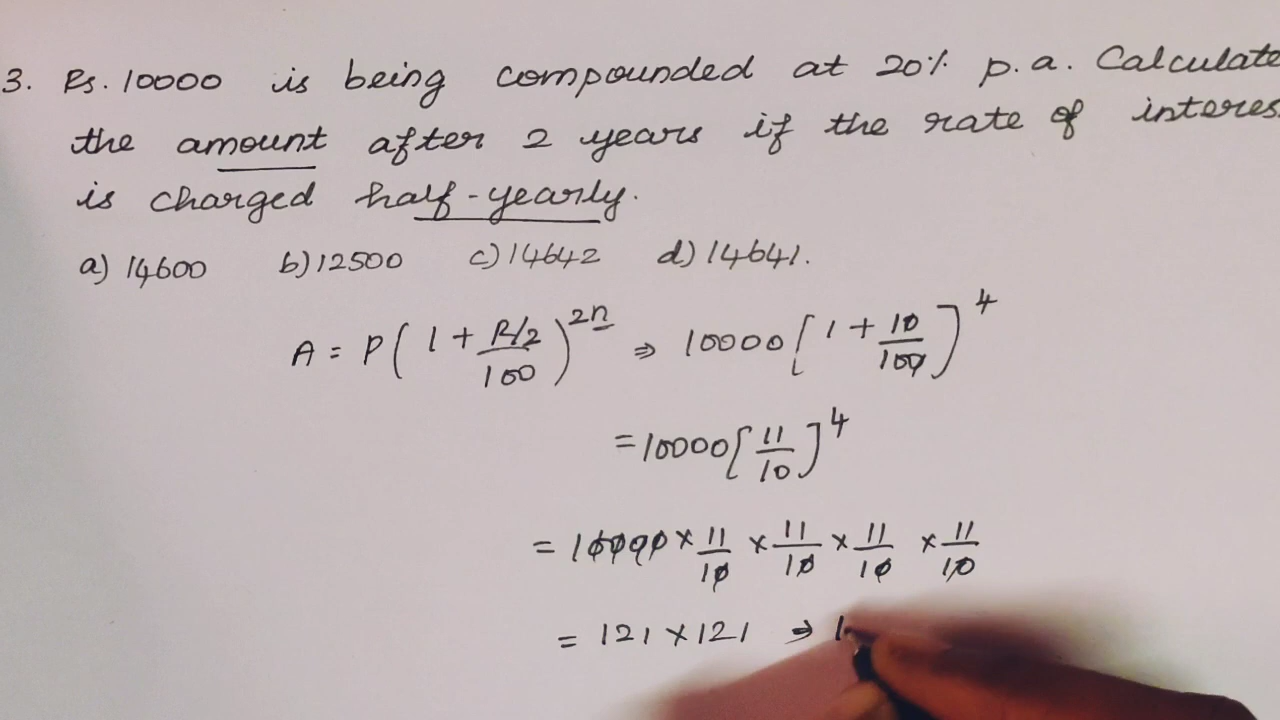 3. Rs. 10000 is being compounded at 20% p.a. Calculate
the amount after 2 years if the rate of interes
is charged half-yearly.
a) 14600 b) 12500 c) 14642 d) 14641.
A = P ( 1 + R/2 / 100 )^2n ⇒ 10000 [ 1 + 10/100 ]^4
= 10000 [ 11/10 ]^4
= 10000 × 11/10 × 11/10 × 11/10 × 11/10
= 121 × 121 ⇒ 1